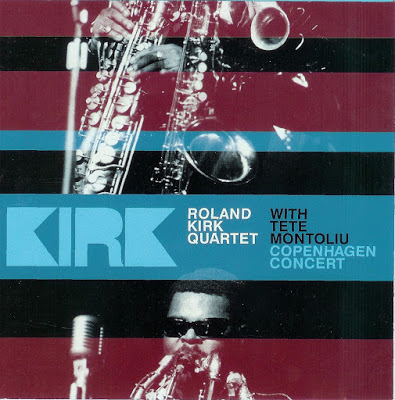 KIRK
ROLAND
KIRK
QUARTET
WITH
TETE
MONTOLIU
COPENHAGEN
CONCERT